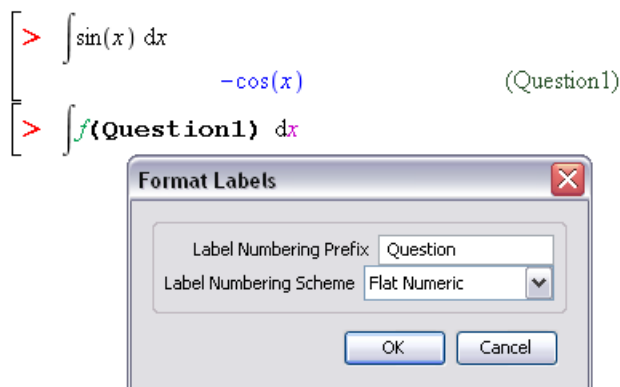 > ∫sin(x) dx
-cos(x) (Question1)
> ∫f(Question1) dx
Format Labels
Label Numbering Prefix Question
Label Numbering Scheme Flat Numeric
OK Cancel